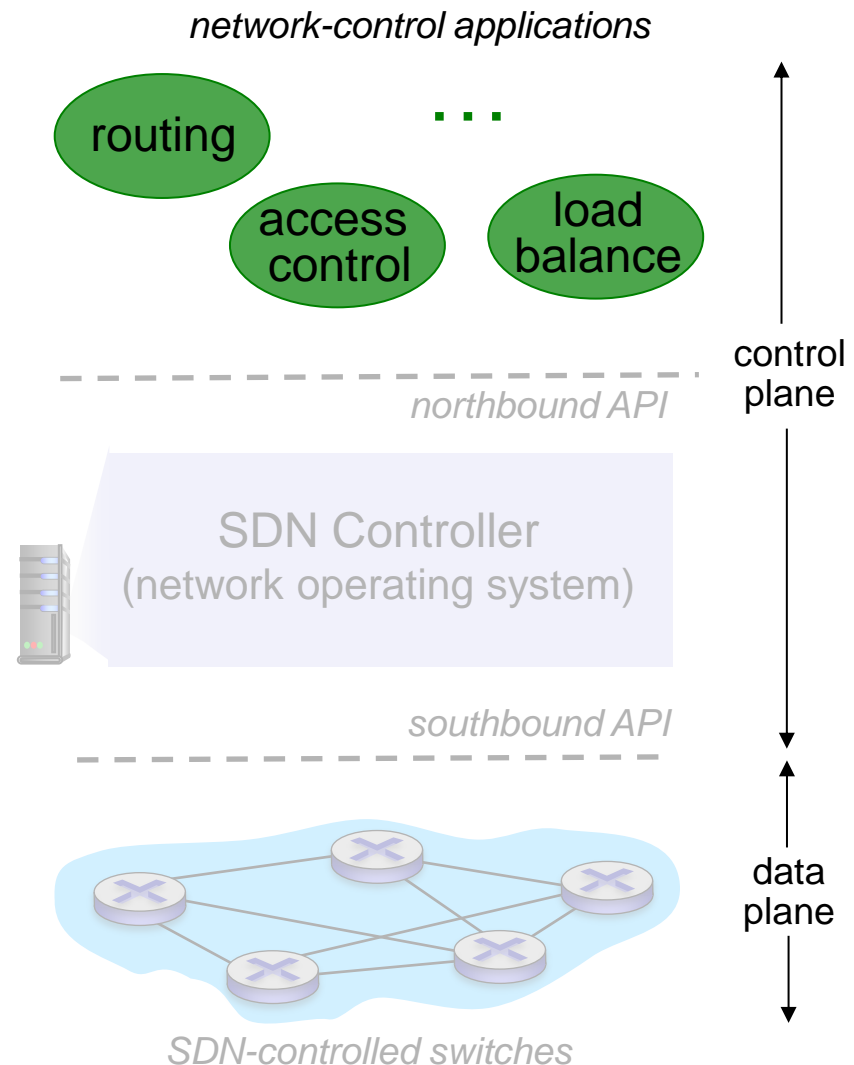 network-control applications
routing
. . .
access
control
load
balance
control
plane
northbound API
SDN Controller
(network operating system)
southbound API
data
plane
SDN-controlled switches